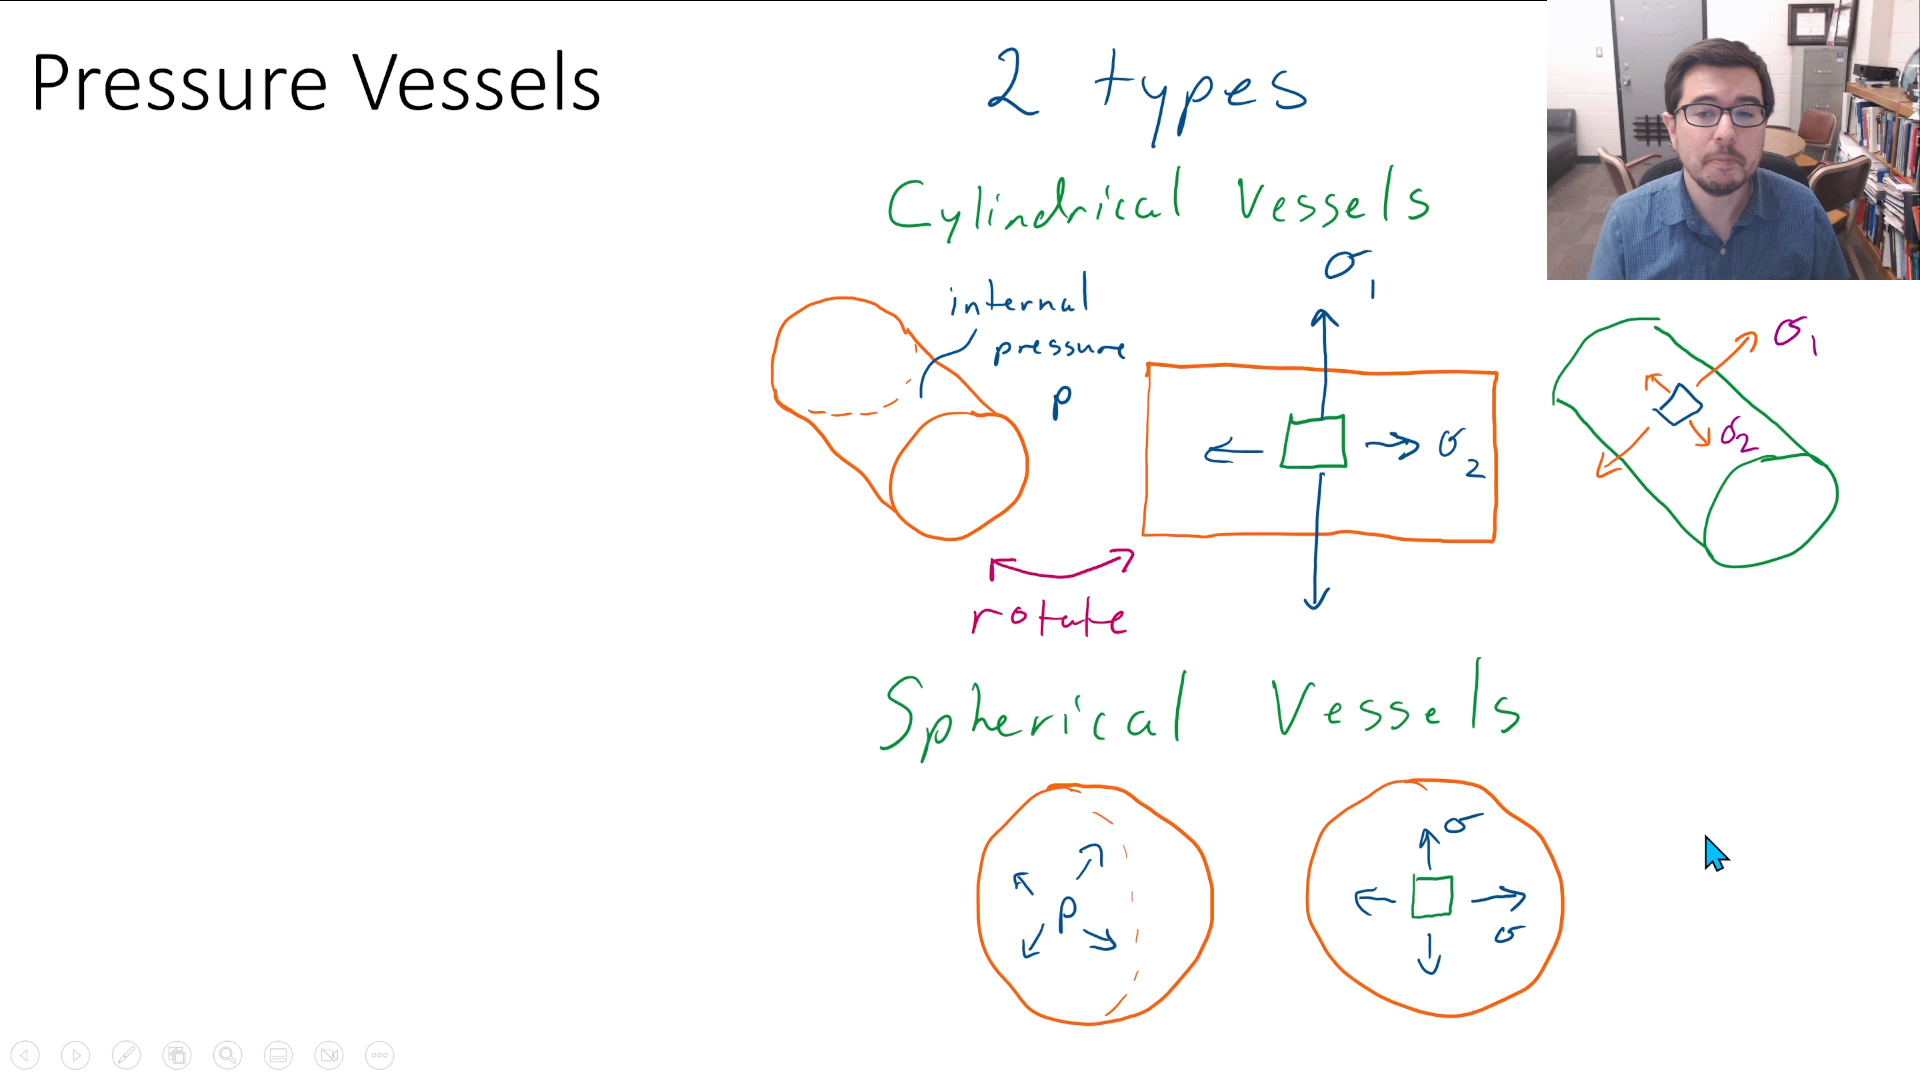 Pressure Vessels
2 types
Cylindrical Vessels
internal
pressure
p
σ1
σ2
σ1
σ2
rotate
Spherical Vessels
p
σ
σ